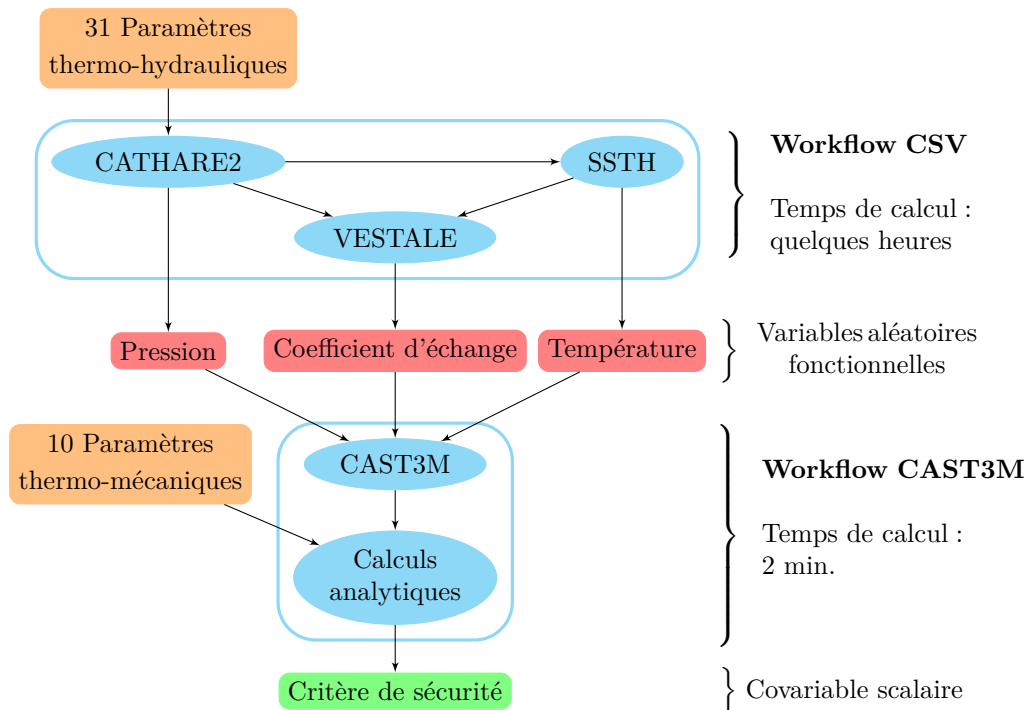 31 Paramètres
thermo-hydrauliques
CATHARE2
SSTH
VESTALE
Workflow CSV
Temps de calcul :
quelques heures
Pression
Coefficient d'échange
Température
Variables aléatoires
fonctionnelles
10 Paramètres
thermo-mécaniques
CAST3M
Calculs
analytiques
Workflow CAST3M
Temps de calcul :
2 min.
Critère de sécurité
Covariable scalaire